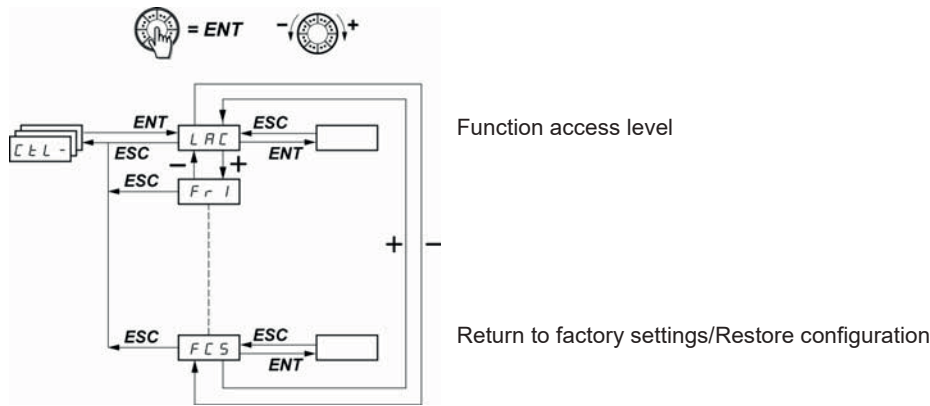 = ENT
- +
ENT
ESC
CtL -
LAC
ESC
ENT
Function access level
- +
ESC
Fr1
+ -
ESC
FCS
ESC
ENT
Return to factory settings/Restore configuration